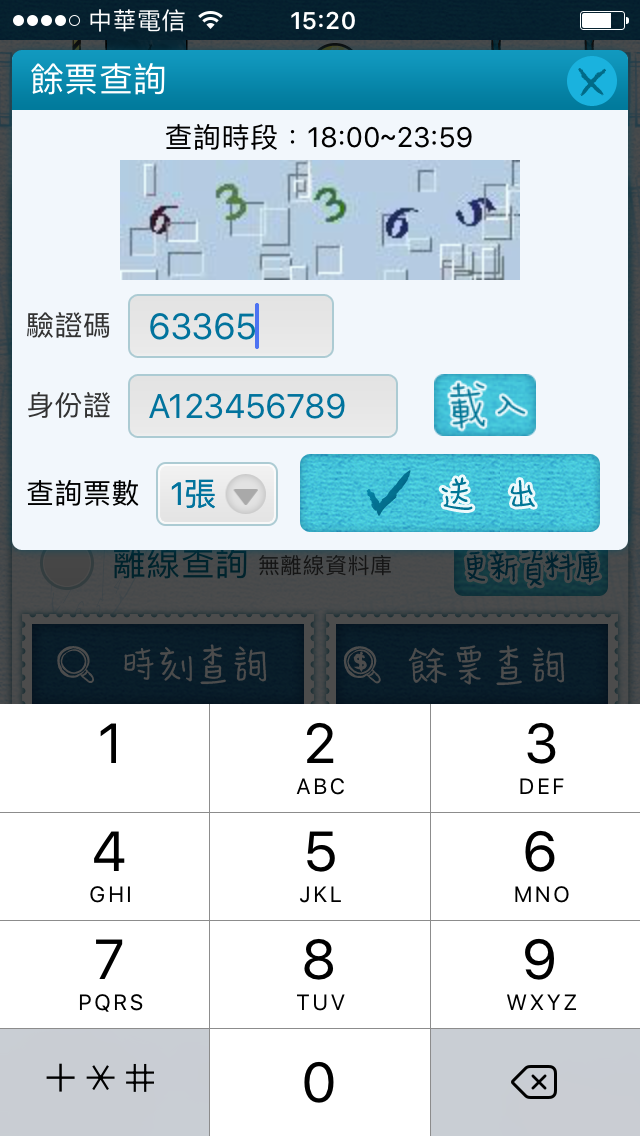 中華電信 15:20
餘票查詢
查詢時段：18:00~23:59
6 3 3 6 5
驗證碼 63365
身份證 A123456789 載入
查詢票數 1張 送出
離線查詢 無離線資料庫 更新資料庫
時刻查詢 餘票查詢
1 2 3
ABC DEF
4 5 6
GHI JKL MNO
7 8 9
PQRS TUV WXYZ
+*# 0